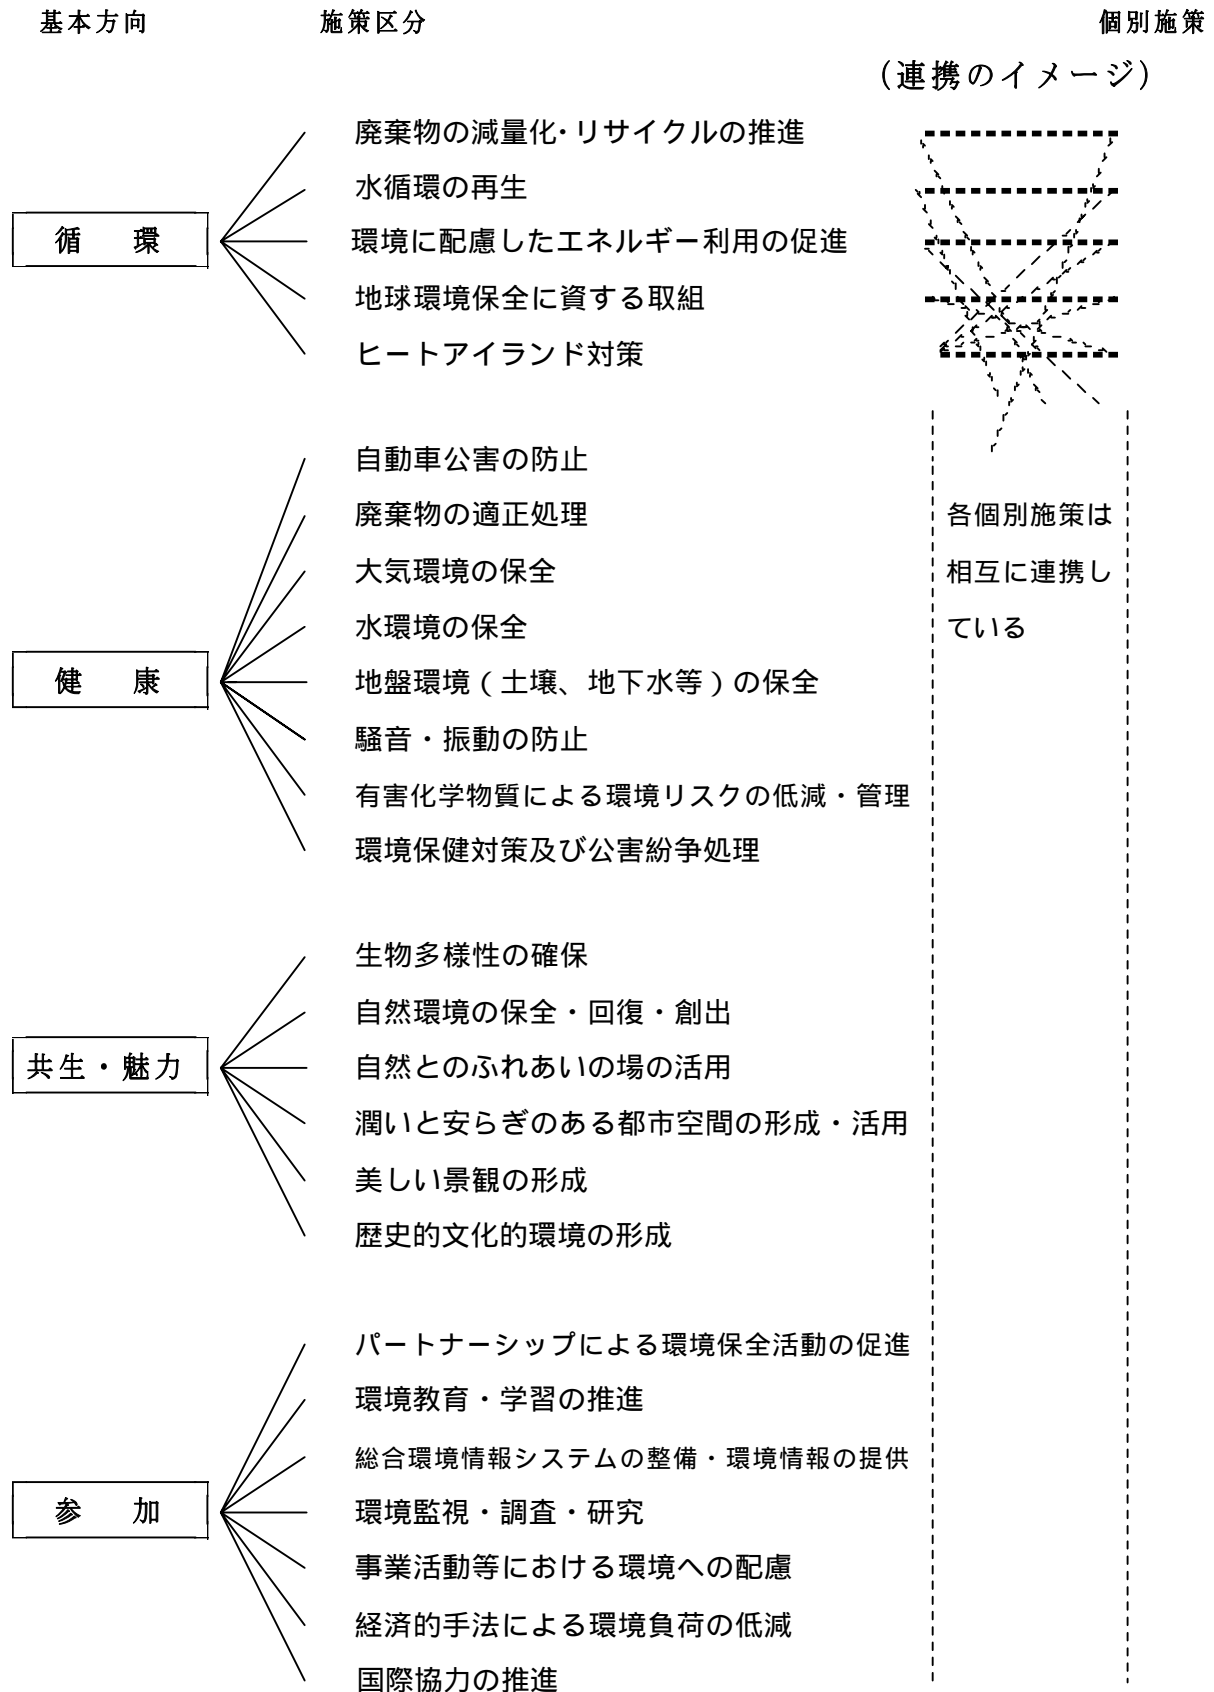 基本方向 施策区分 個別施策
(連携のイメージ)
廃棄物の減量化・リサイクルの推進
水循環の再生
循 環
環境に配慮したエネルギー利用の促進
地球環境保全に資する取組
ヒートアイランド対策
自動車公害の防止
廃棄物の適正処理
大気環境の保全
水環境の保全
健 康
地盤環境(土壌、地下水等)の保全
騒音・振動の防止
有害化学物質による環境リスクの低減・管理
環境保健対策及び公害紛争処理
各個別施策は
相互に連携し
ている
生物多様性の確保
自然環境の保全・回復・創出
共生・魅力
自然とのふれあいの場の活用
潤いと安らぎのある都市空間の形成・活用
美しい景観の形成
歴史的文化的環境の形成
パートナーシップによる環境保全活動の促進
環境教育・学習の推進
総合環境情報システムの整備・環境情報の提供
参 加
環境監視・調査・研究
事業活動等における環境への配慮
経済的手法による環境負荷の低減
国際協力の推進